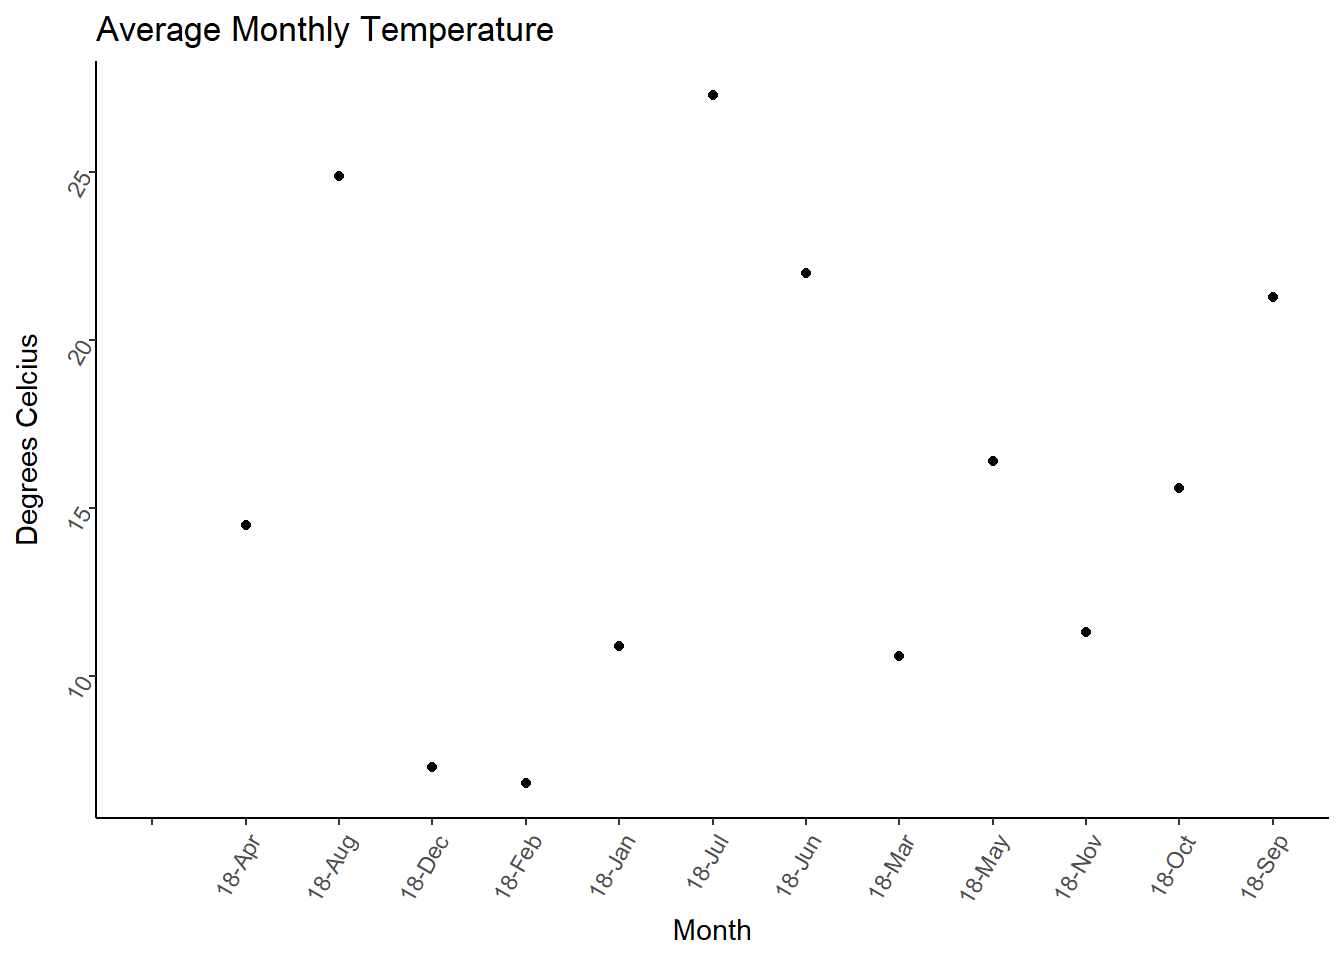 Average Monthly Temperature
Degrees Celcius
25
20
15
10
18-Apr
18-Aug
18-Dec
18-Feb
18-Jan
18-Jul
18-Jun
18-Mar
18-May
18-Nov
18-Oct
18-Sep
Month